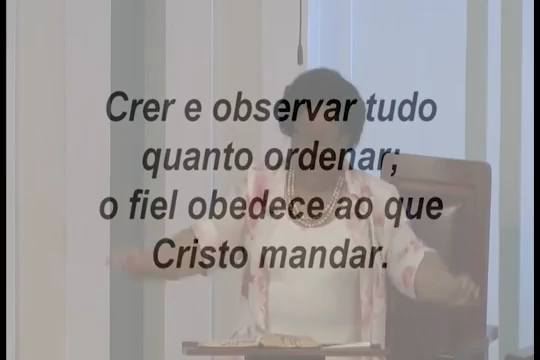 Crer e observar tudo
quanto ordenar;
o fiel obedece ao que
Cristo mandar.